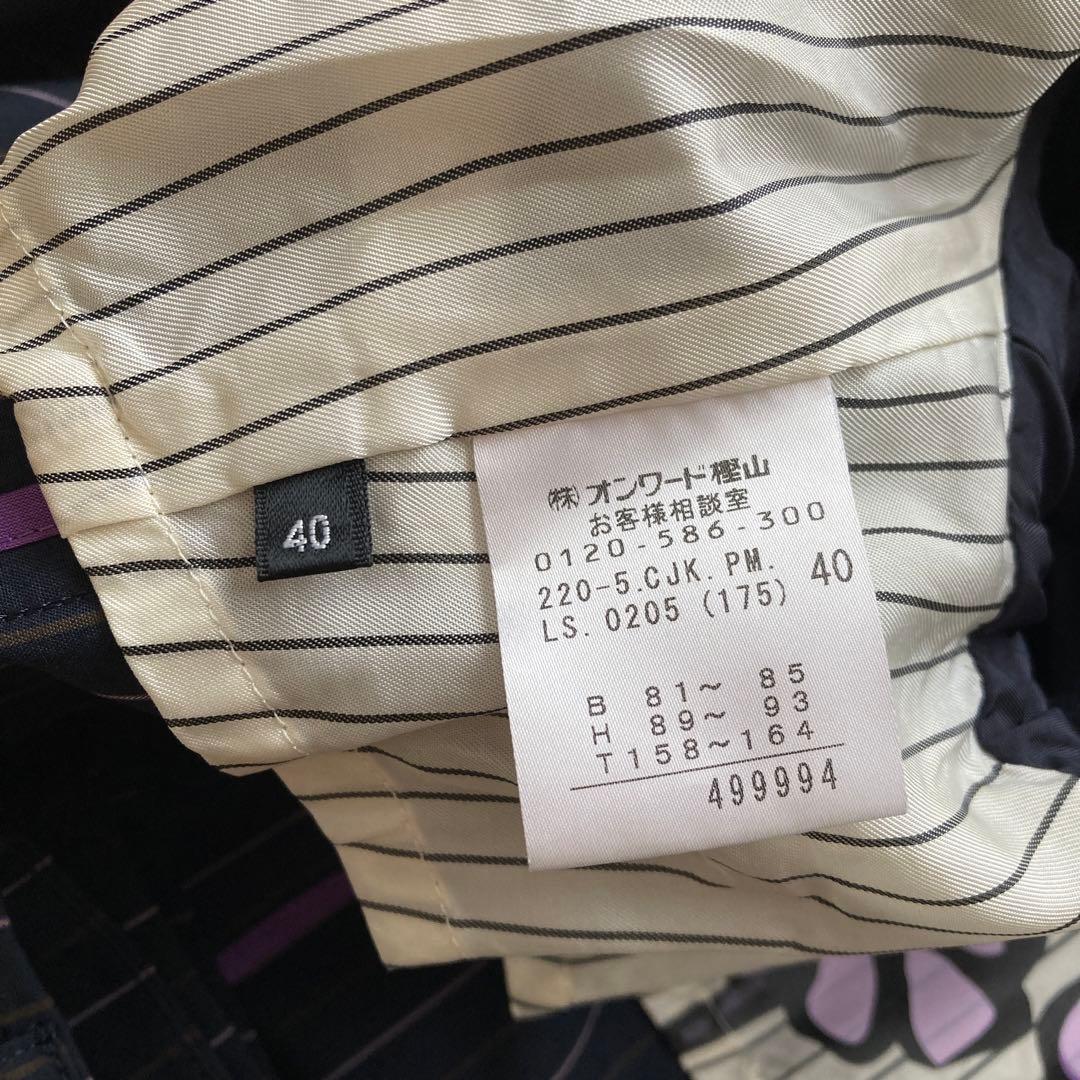 40
㈱オンワード樫山
お客様相談室
0120-586-300
220-5.CJK.PM. 40
LS.0205 (175)
B 81～ 85
H 89～ 93
T158～164
499994